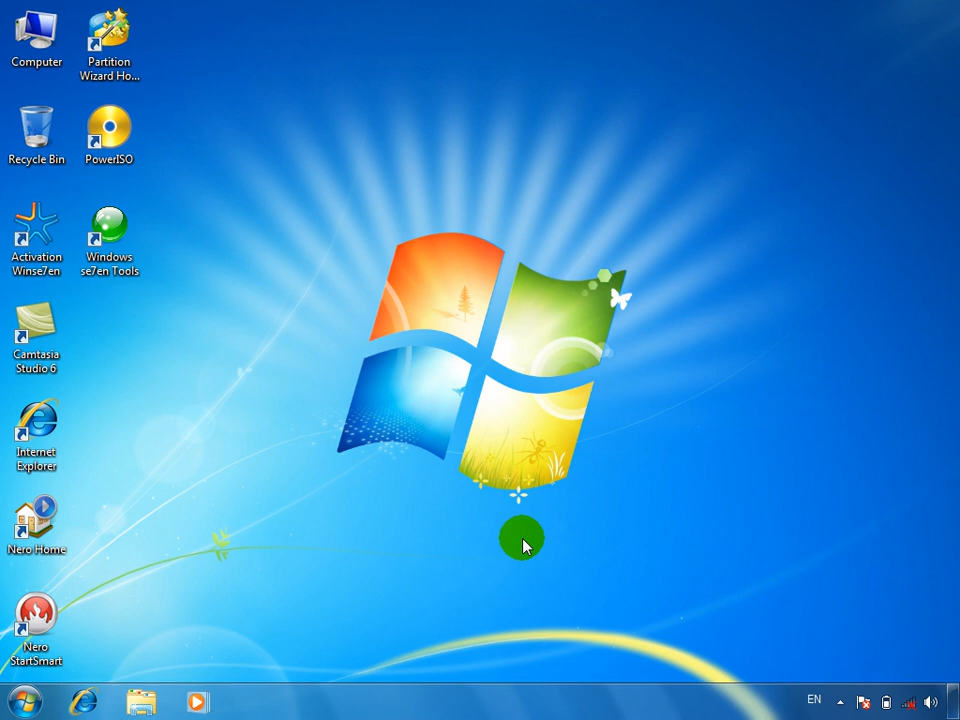 Computer
Partition
Wizard Ho...
Recycle Bin
PowerISO
Activation
Winse7en
Windows
se7en Tools
Camtasia
Studio 6
Internet
Explorer
Nero Home
Nero
StartSmart
EN